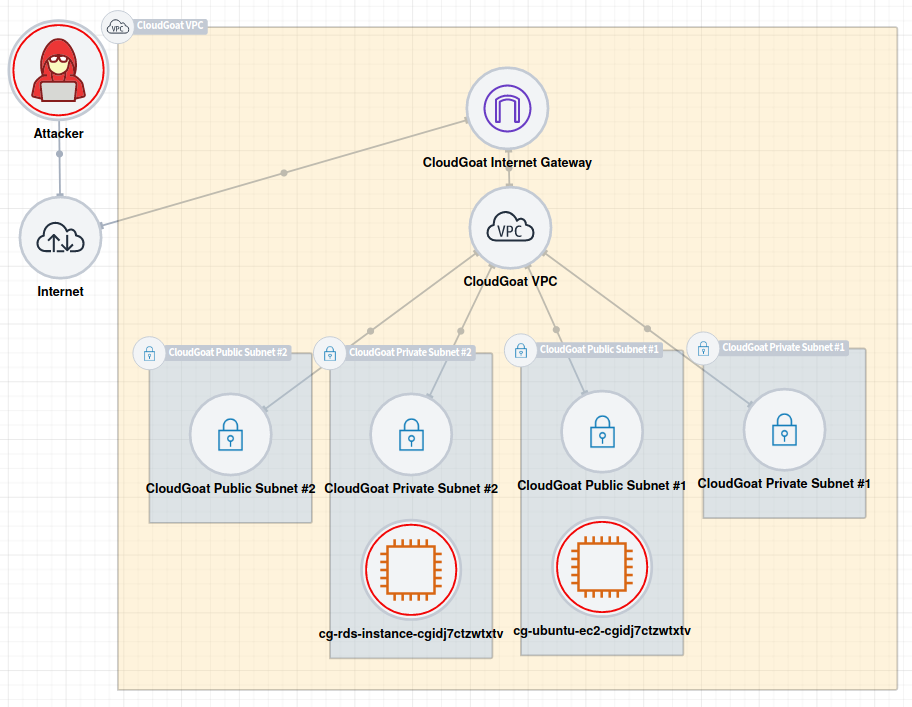 VPC
CloudGoat VPC
Attacker
CloudGoat Internet Gateway
Internet
VPC
CloudGoat VPC
CloudGoat Public Subnet #2
CloudGoat Private Subnet #2
CloudGoat Public Subnet #1
CloudGoat Private Subnet #1
CloudGoat Public Subnet #2
CloudGoat Private Subnet #2
CloudGoat Public Subnet #1
CloudGoat Private Subnet #1
cg-rds-instance-cgidj7ctzwtxtv
cg-ubuntu-ec2-cgidj7ctzwtxtv